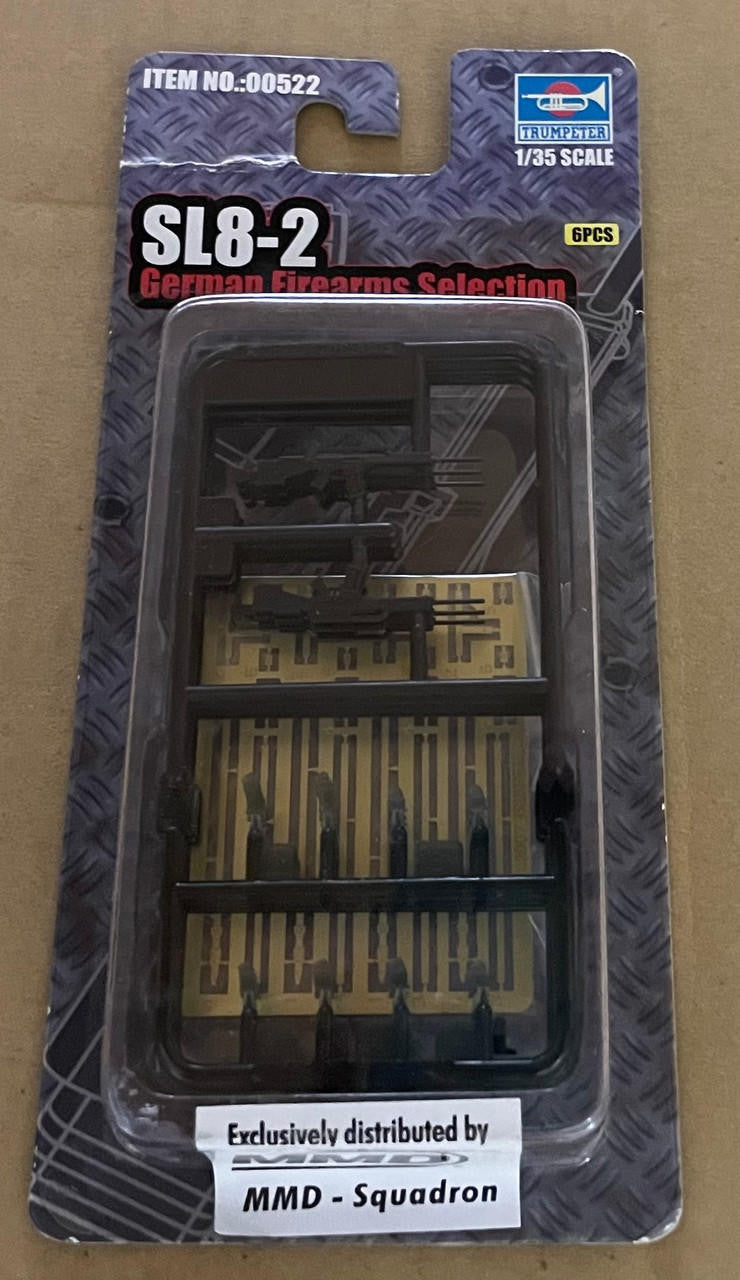 ITEM NO.:00522
TRUMPETER
®
1/35 SCALE
SL8-2
6PCS
German Firearms Selection
Exclusively distributed by
MMD
MMD - Squadron